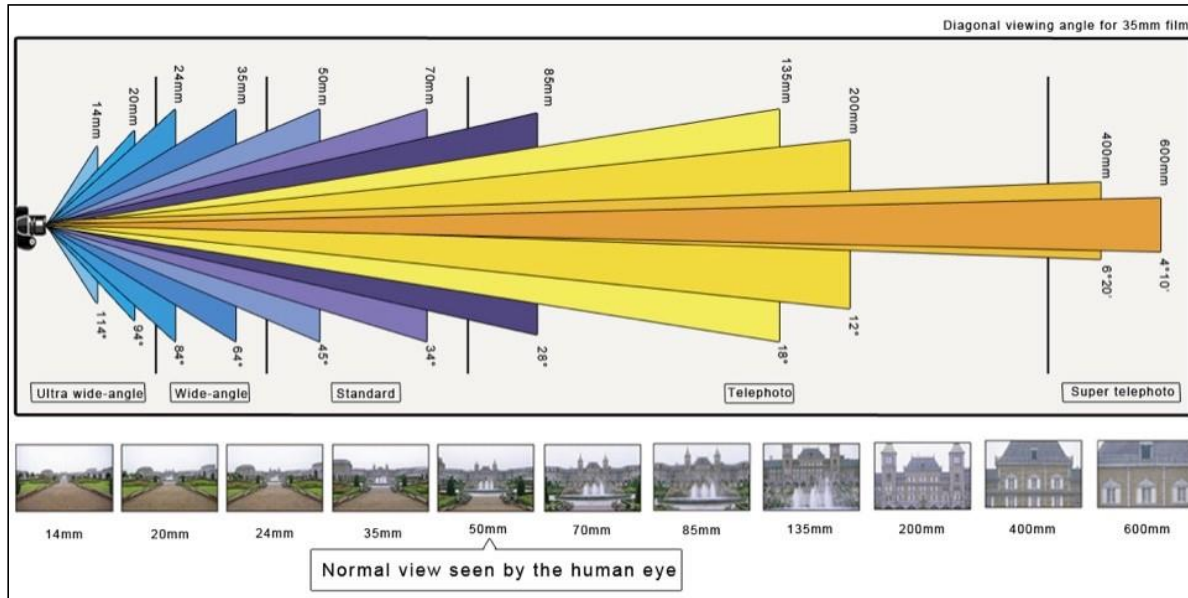 Diagonal viewing angle for 35mm film
14mm
20mm
24mm
35mm
50mm
70mm
85mm
135mm
200mm
400mm
600mm
114°
94°
84°
64°
45°
34°
28°
18°
12°
6°20'
4°10'
Ultra wide-angle
Wide-angle
Standard
Telephoto
Super telephoto
14mm
20mm
24mm
35mm
50mm
70mm
85mm
135mm
200mm
400mm
600mm
Normal view seen by the human eye